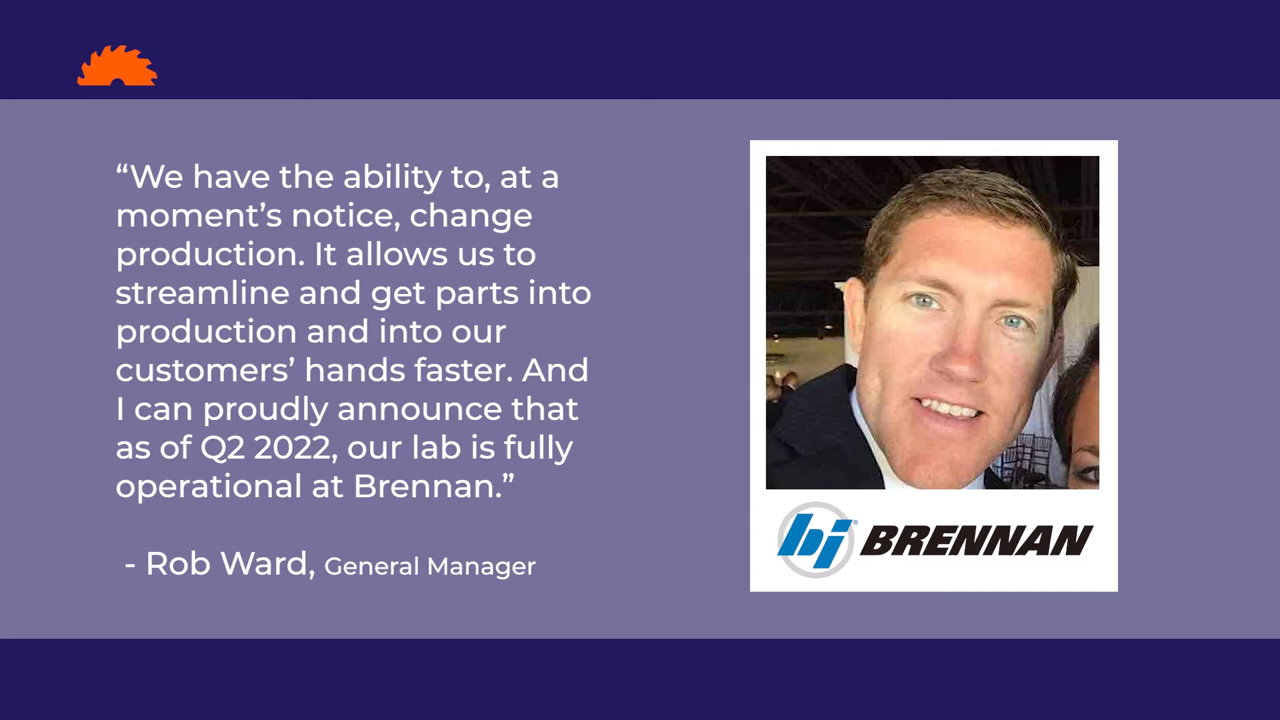 “We have the ability to, at a
moment’s notice, change
production. It allows us to
streamline and get parts into
production and into our
customers’ hands faster. And
I can proudly announce that
as of Q2 2022, our lab is fully
operational at Brennan.”
- Rob Ward, General Manager
bi® BRENNAN